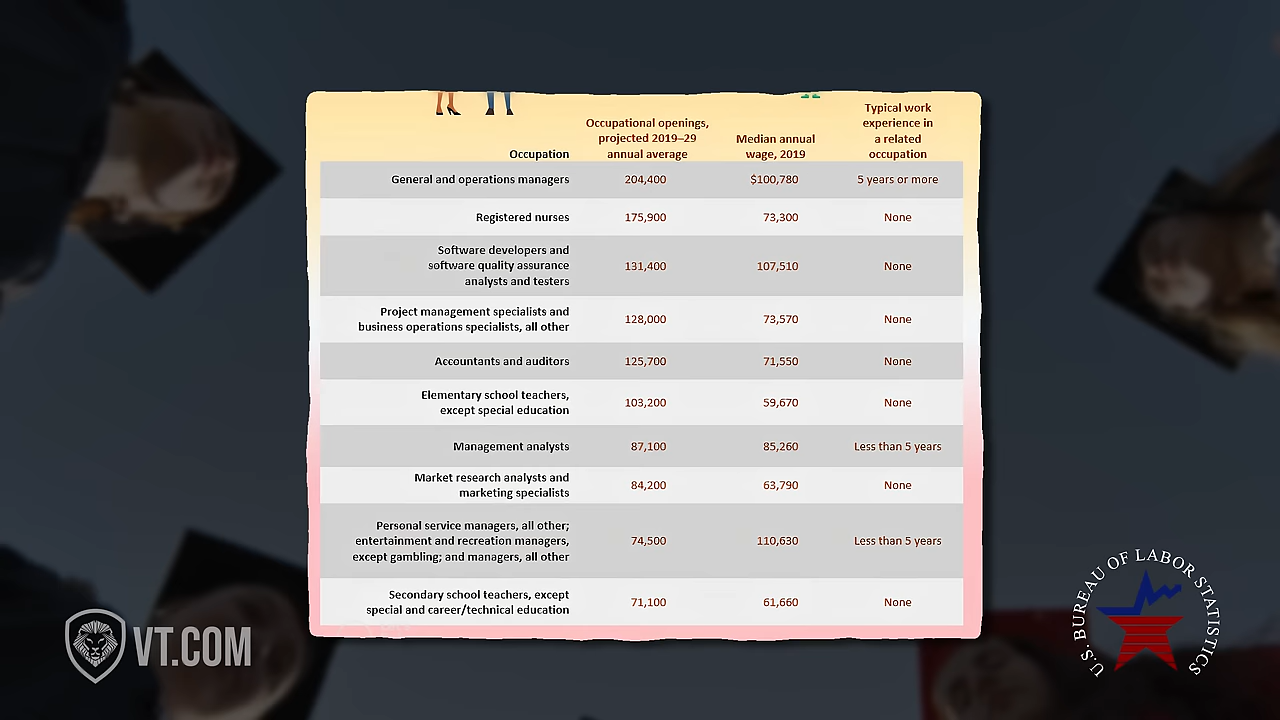 Occupation
Occupational openings,
projected 2019–29
annual average
Median annual
wage, 2019
Typical work
experience in
a related
occupation
General and operations managers 204,400 $100,780 5 years or more
Registered nurses 175,900 73,300 None
Software developers and
software quality assurance 131,400 107,510 None
analysts and testers
Project management specialists and
business operations specialists, all other 128,000 73,570 None
Accountants and auditors 125,700 71,550 None
Elementary school teachers,
except special education 103,200 59,670 None
Management analysts 87,100 85,260 Less than 5 years
Market research analysts and
marketing specialists 84,200 63,790 None
Personal service managers, all other;
entertainment and recreation managers, 74,500 110,630 Less than 5 years
except gambling; and managers, all other
Secondary school teachers, except
special and career/technical education 71,100 61,660 None
VT.COM
U.S. BUREAU OF LABOR STATISTICS